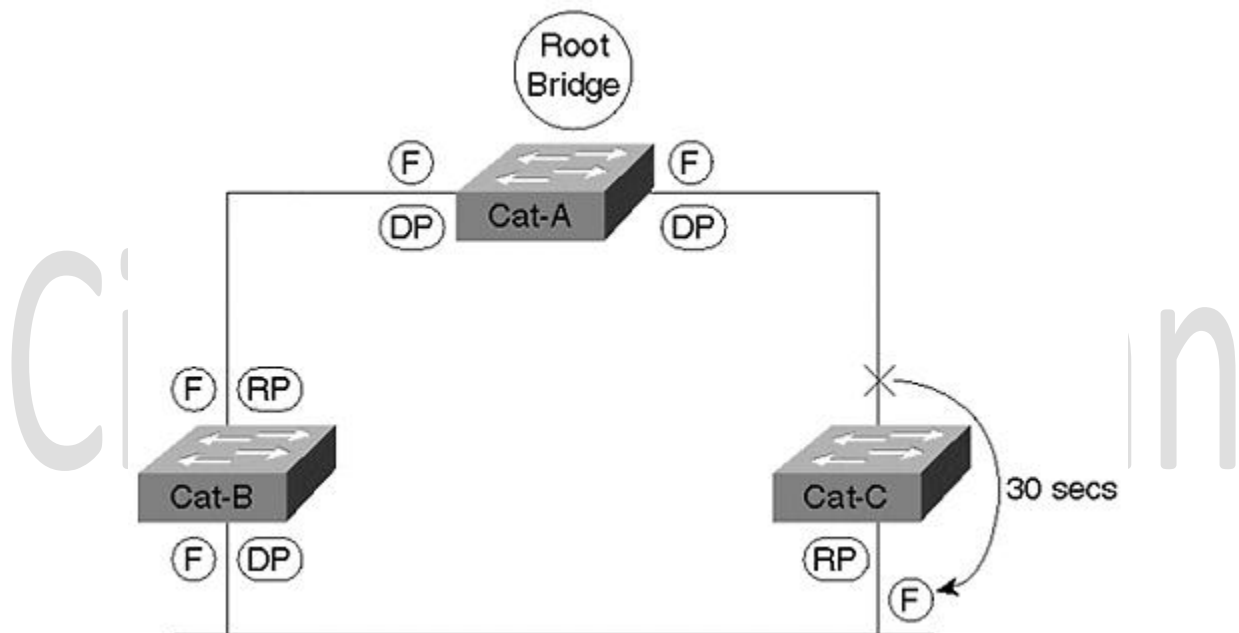 Root
Bridge
F
F
DP
Cat-A
DP
F
RP
Cat-B
Cat-C
30 secs
F
DP
RP
F